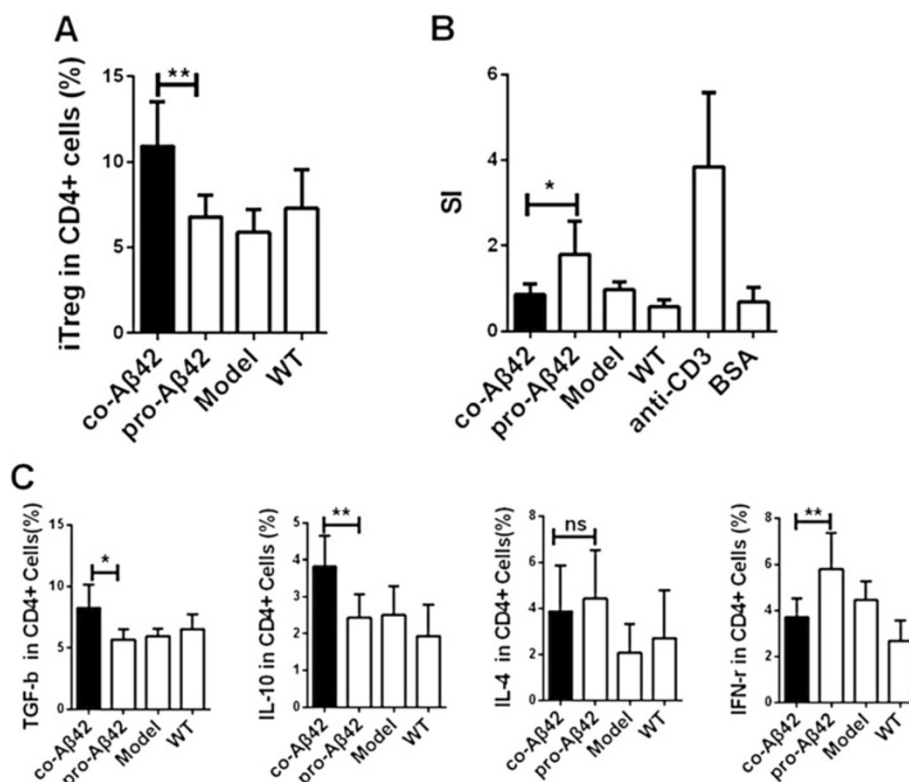 A
iTreg in CD4+ cells (%)
15
10
5
0
**
co-Aβ42
pro-Aβ42
Model
WT
B
SI
6
4
2
0
*
co-Aβ42
pro-Aβ42
Model
WT
anti-CD3
BSA
C
TGF-b in CD4+ Cells(%)
15
10
5
0
*
co-Aβ42
pro-Aβ42
Model
WT
IL-10 in CD4+ Cells (%)
5
4
3
2
1
0
**
co-Aβ42
pro-Aβ42
Model
WT
IL-4 in CD4+ Cells(%)
8
6
4
2
0
ns
co-Aβ42
pro-Aβ42
Model
WT
IFN-r in CD4+ Cells (%)
8
6
4
2
0
**
co-Aβ42
pro-Aβ42
Model
WT